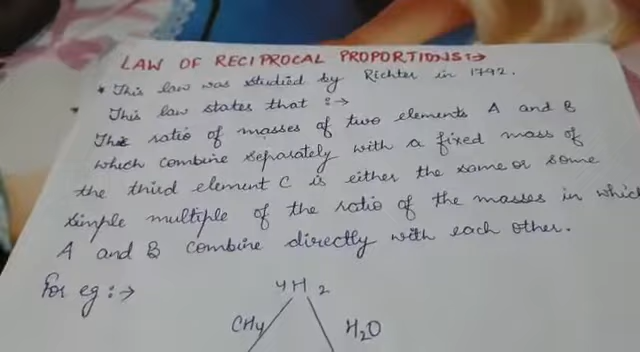 LAW OF RECIPROCAL PROPORTIONS:→
* This law was studied by Richter in 1792.
This law states that :→
The ratio of masses of two elements A and B
which combine separately with a fixed mass of
the third element C is either the same or some
simple multiple of the ratio of the masses in which
A and B combine directly with each other.
For eg:→
4H2
CH4 H2O